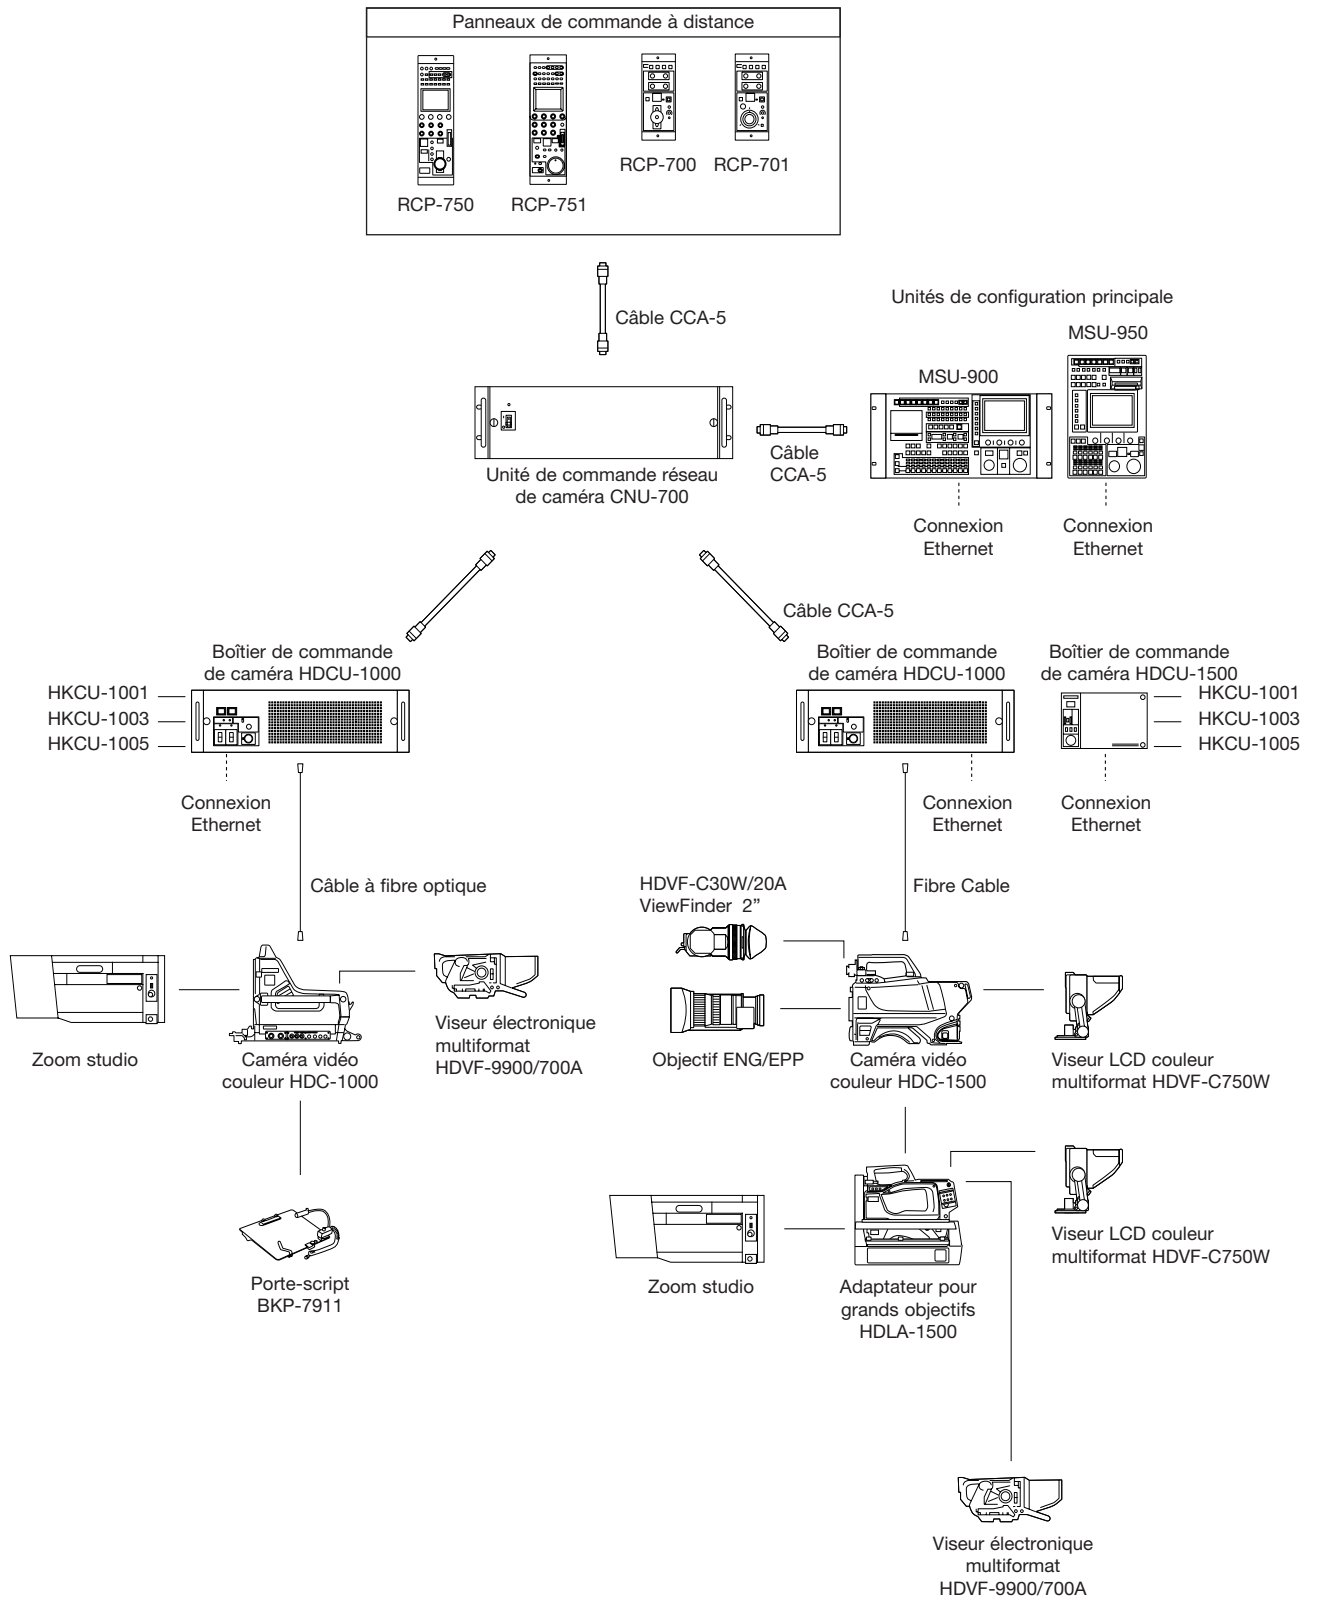 Panneaux de commande à distance
RCP-700 RCP-701
RCP-750 RCP-751
Câble CCA-5
Unités de configuration principale
MSU-950
MSU-900
Câble
CCA-5
Unité de commande réseau
de caméra CNU-700
Connexion
Ethernet
Connexion
Ethernet
Câble CCA-5
Boîtier de commande
de caméra HDCU-1000
HKCU-1001
HKCU-1003
HKCU-1005
Boîtier de commande
de caméra HDCU-1000
Boîtier de commande
de caméra HDCU-1500
HKCU-1001
HKCU-1003
HKCU-1005
Connexion
Ethernet
Connexion
Ethernet
Connexion
Ethernet
Câble à fibre optique
HDVF-C30W/20A
ViewFinder 2”
Fibre Cable
Zoom studio
Caméra vidéo
couleur HDC-1000
Viseur électronique
multiformat
HDVF-9900/700A
Objectif ENG/EPP
Caméra vidéo
couleur HDC-1500
Viseur LCD couleur
multiformat HDVF-C750W
Porte-script
BKP-7911
Zoom studio
Adaptateur pour
grands objectifs
HDLA-1500
Viseur LCD couleur
multiformat HDVF-C750W
Viseur électronique
multiformat
HDVF-9900/700A